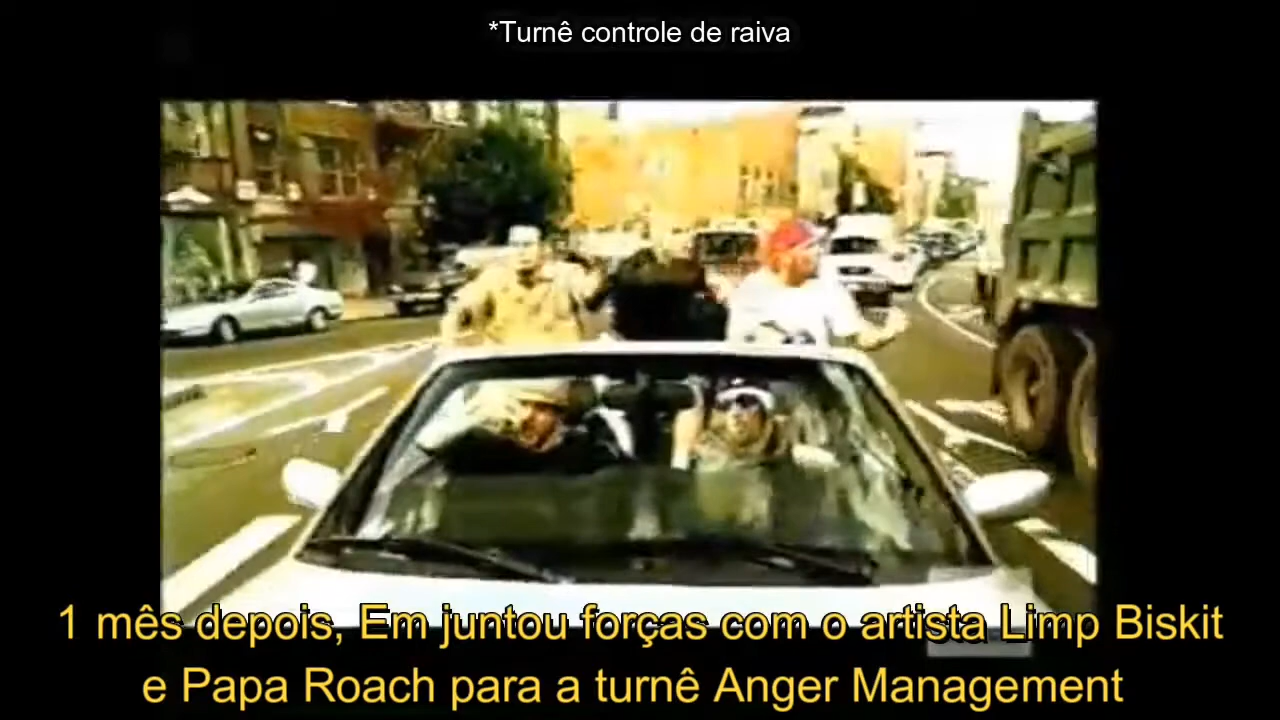 *Turnê controle de raiva
1 mês depois, Em juntou forças com o artista Limp Biskit
e Papa Roach para a turnê Anger Management